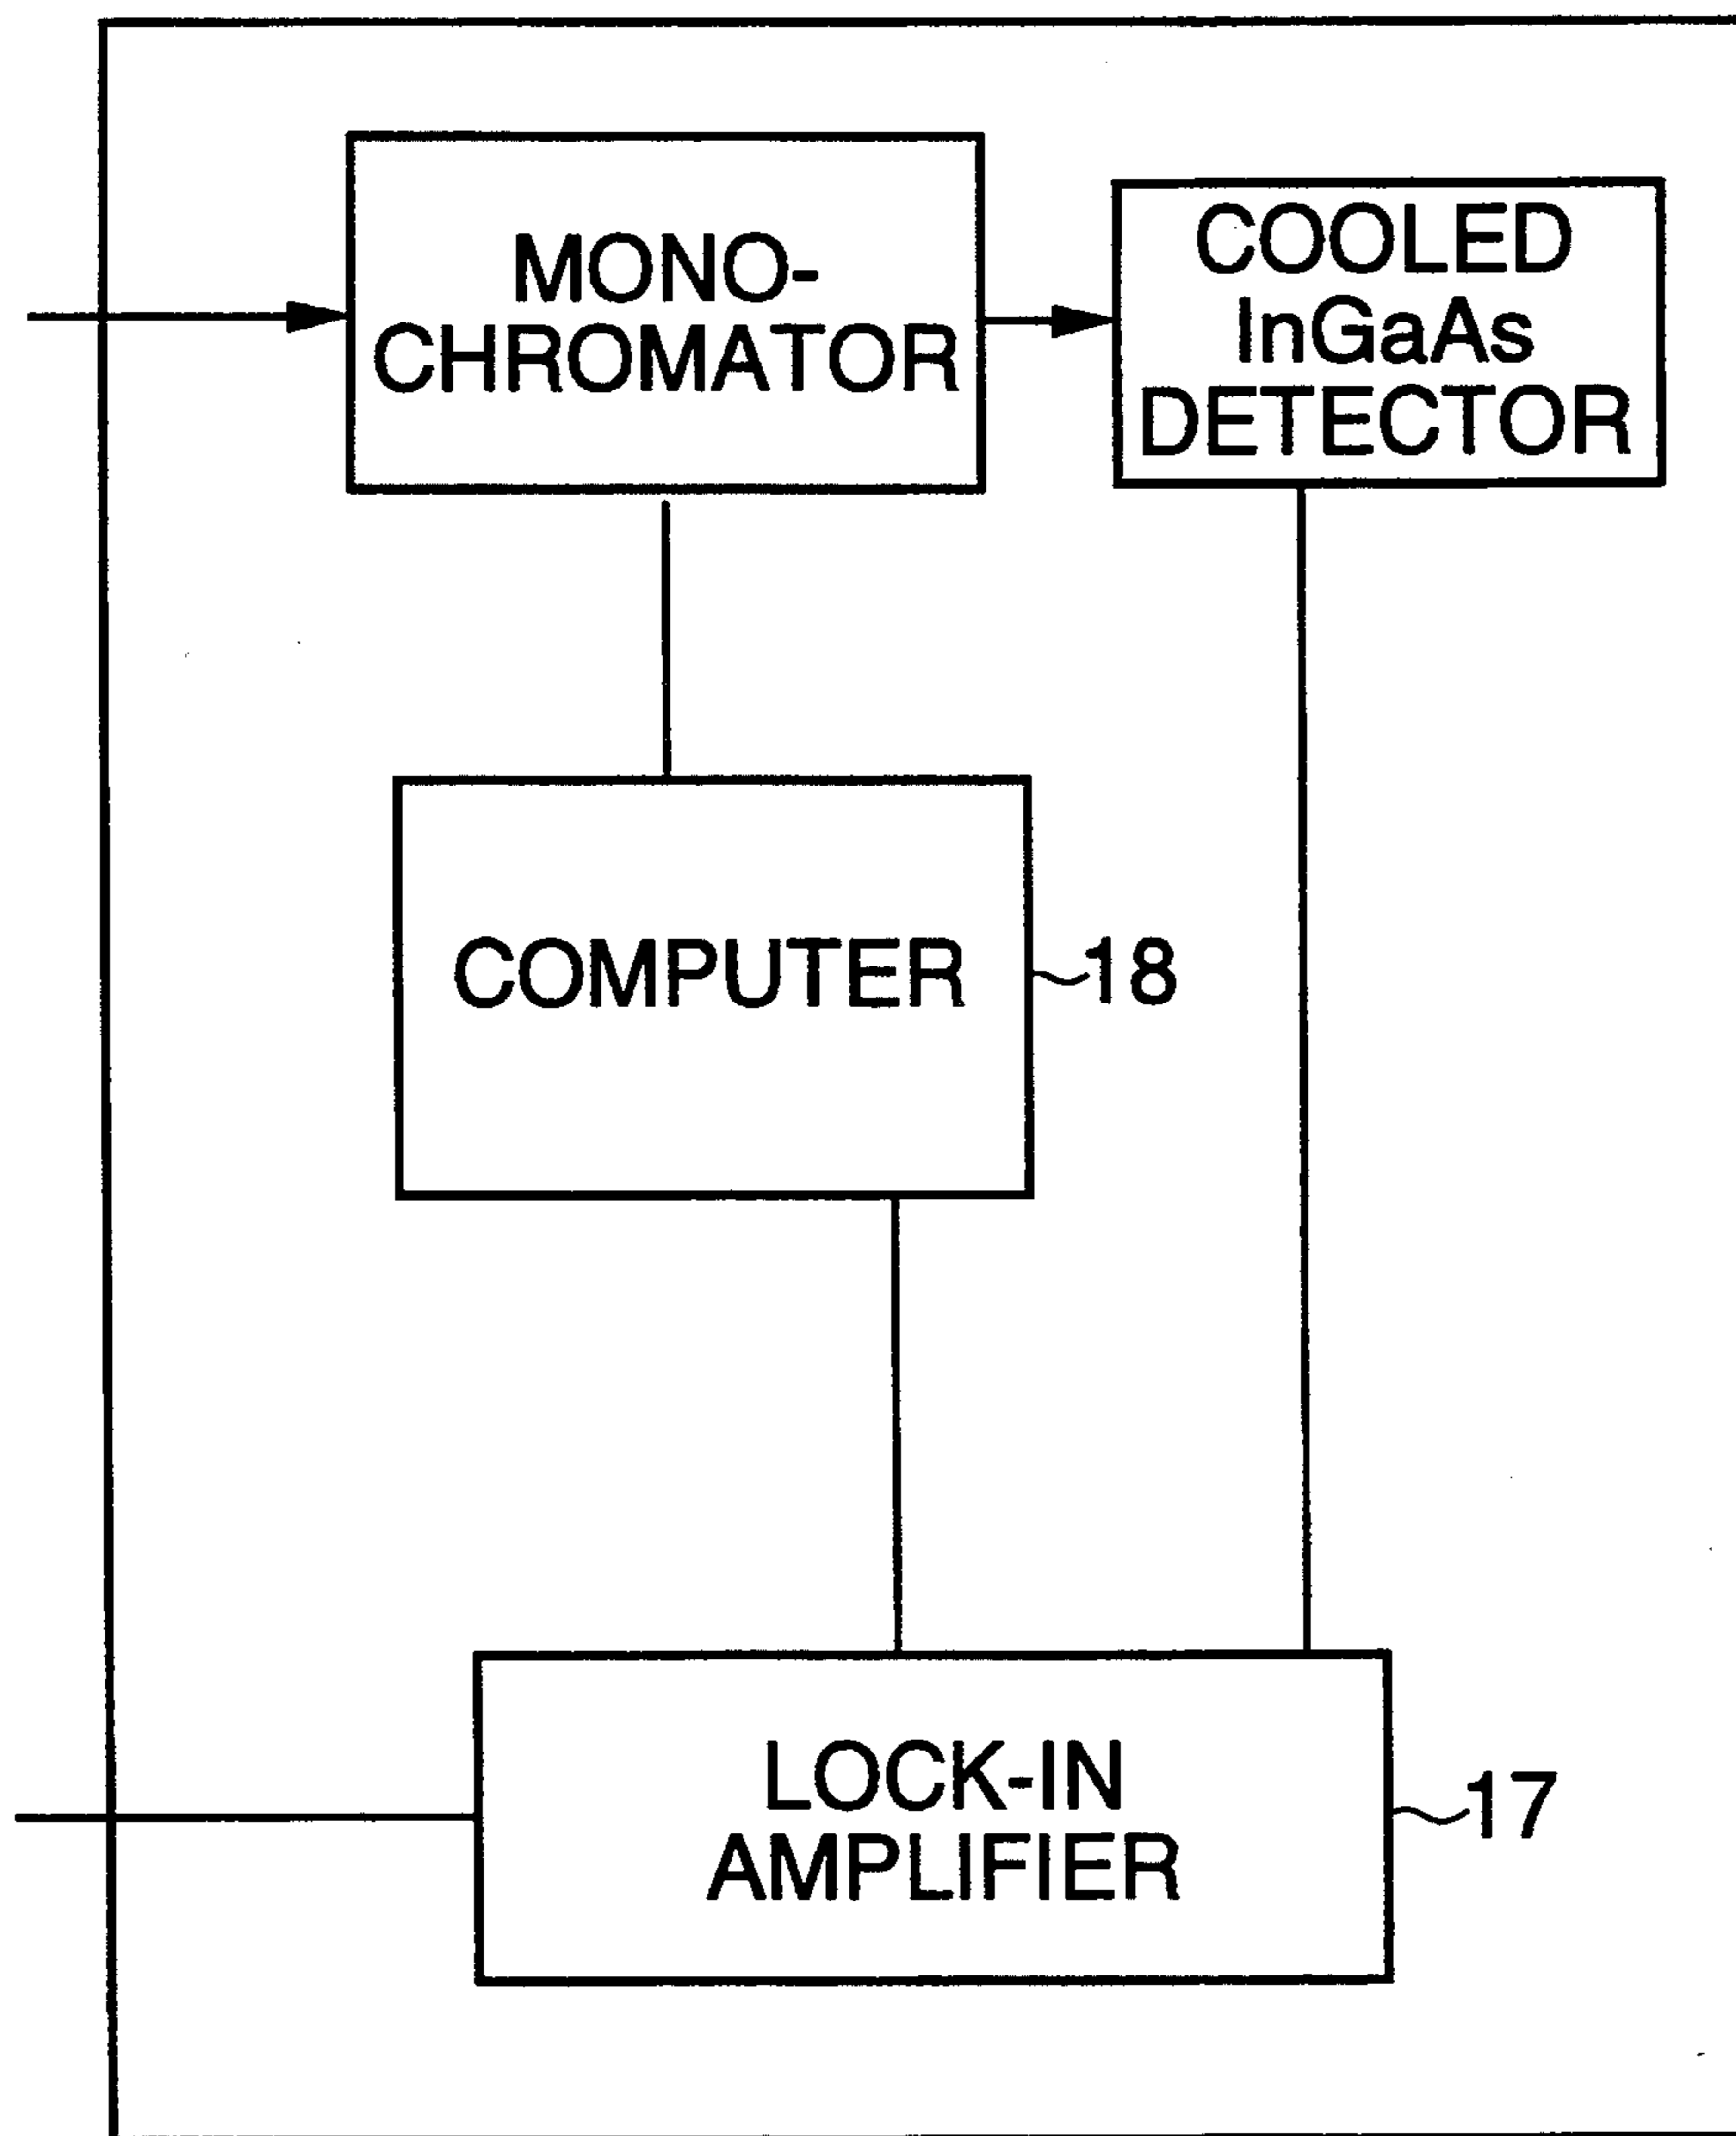 MONO-
CHROMATOR
COOLED
InGaAs
DETECTOR
COMPUTER
18
LOCK-IN
AMPLIFIER
17